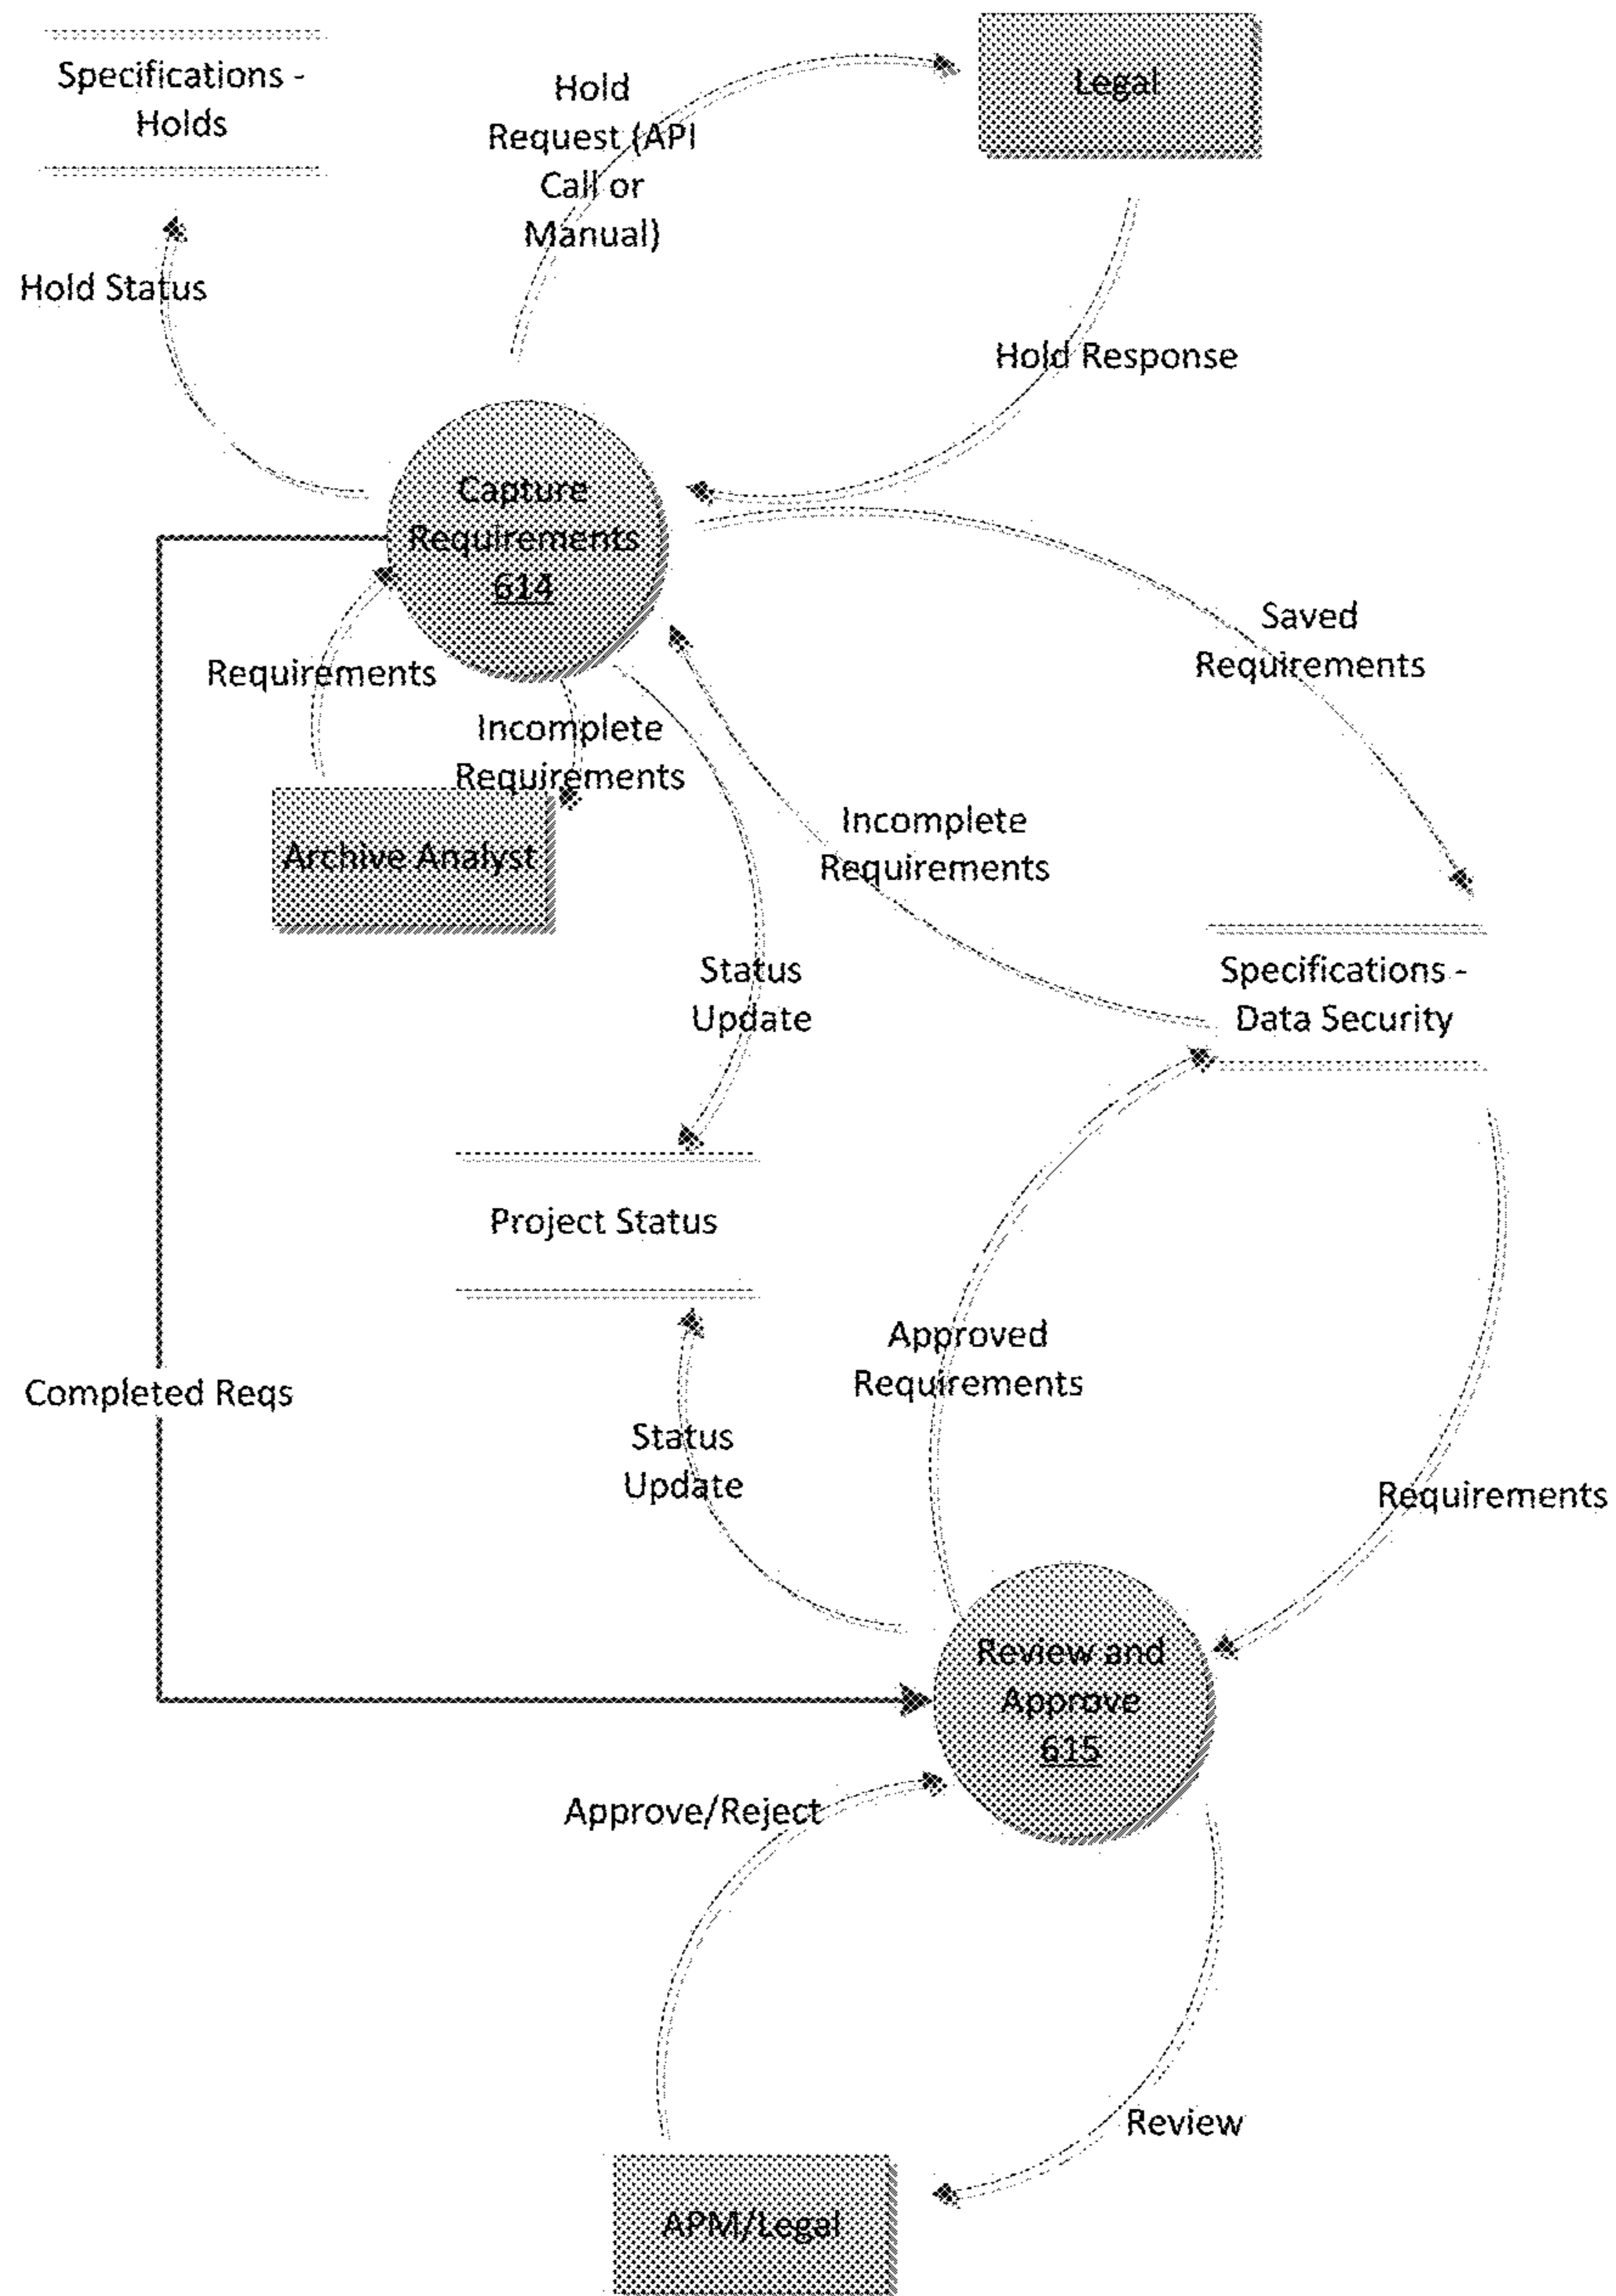 Specifications -
Holds
Hold
Request (API
Call or
Manual)
Legal
Hold Status
Hold Response
Capture
Requirements
614
Saved
Requirements
Requirements
Incomplete
Requirements
Archive Analyst
Incomplete
Requirements
Status
Update
Specifications -
Data Security
Project Status
Approved
Requirements
Completed Reqs
Status
Update
Requirements
Review and
Approve
615
Approve/Reject
Review
APM/Legal